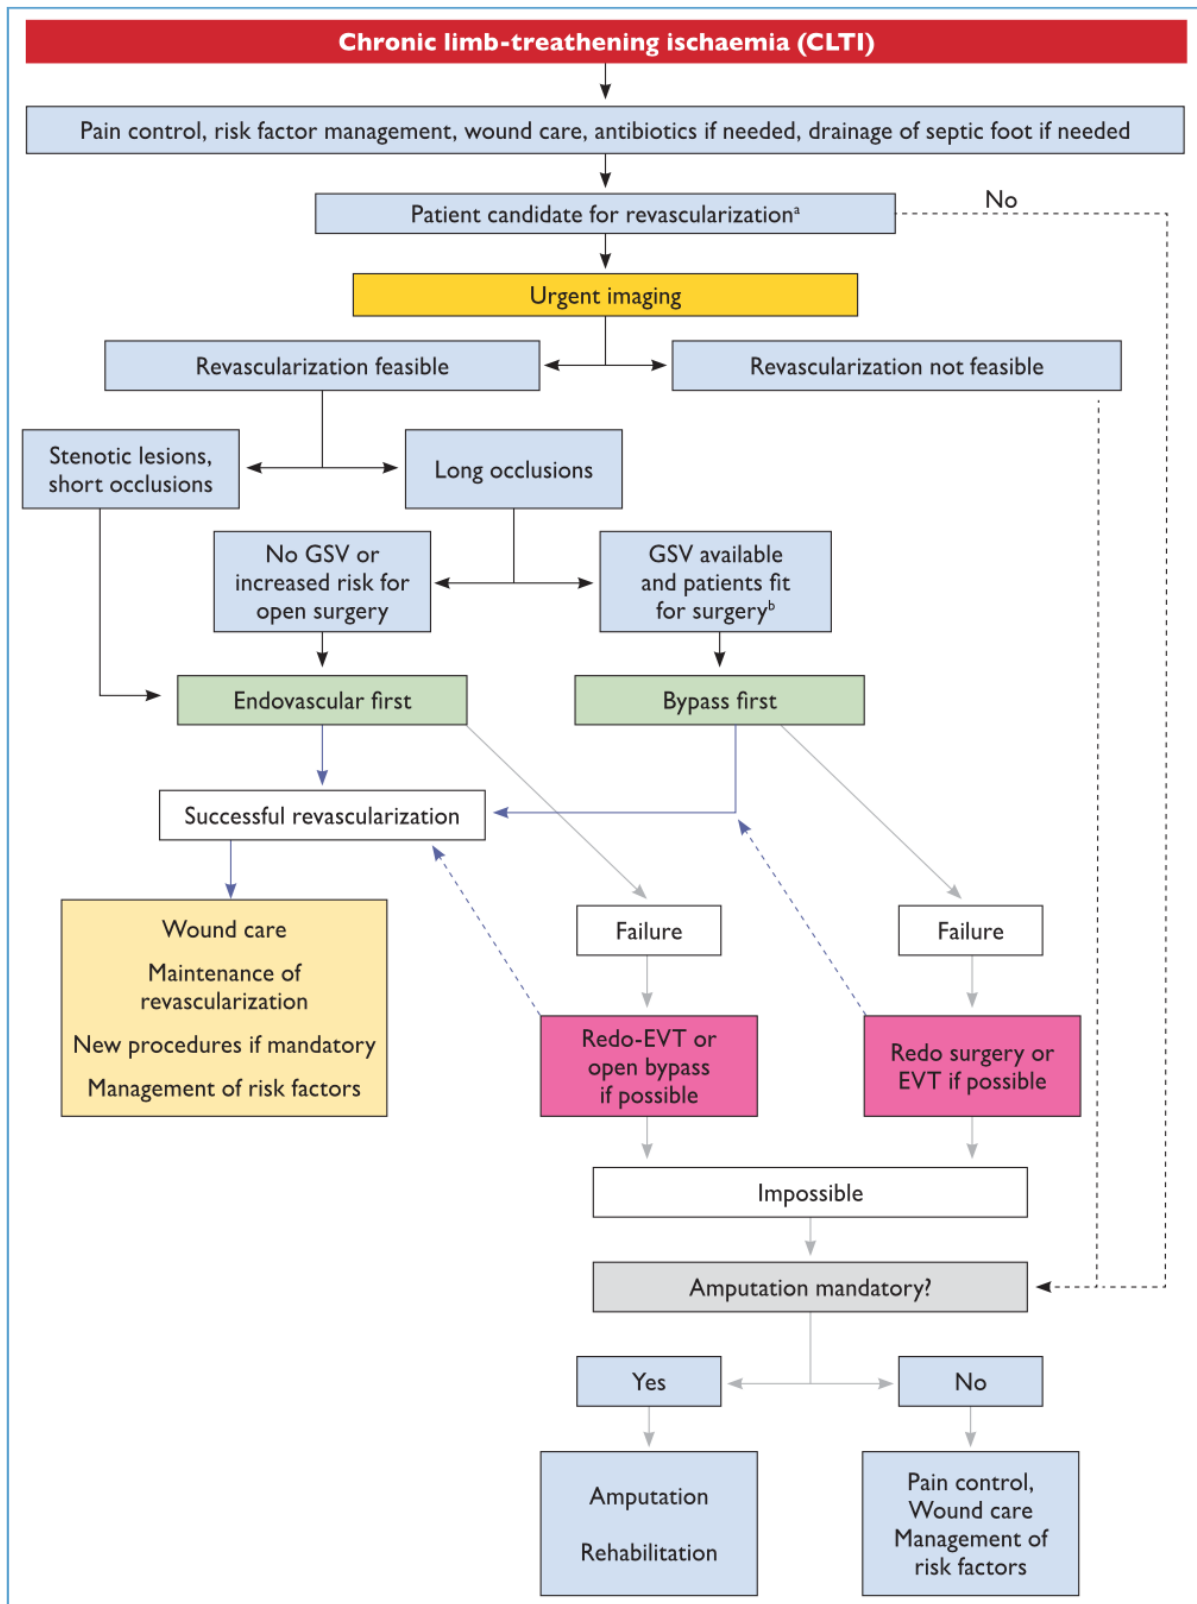 Chronic limb-treathening ischaemia (CLTI)
Pain control, risk factor management, wound care, antibiotics if needed, drainage of septic foot if needed
Patient candidate for revascularizationᵃ
No
Urgent imaging
Revascularization feasible
Revascularization not feasible
Stenotic lesions,
short occlusions
Long occlusions
No GSV or
increased risk for
open surgery
GSV available
and patients fit
for surgeryᵇ
Endovascular first
Bypass first
Successful revascularization
Wound care
Maintenance of
revascularization
New procedures if mandatory
Management of risk factors
Failure
Failure
Redo-EVT or
open bypass
if possible
Redo surgery or
EVT if possible
Impossible
Amputation mandatory?
Yes
No
Amputation
Rehabilitation
Pain control,
Wound care
Management of
risk factors